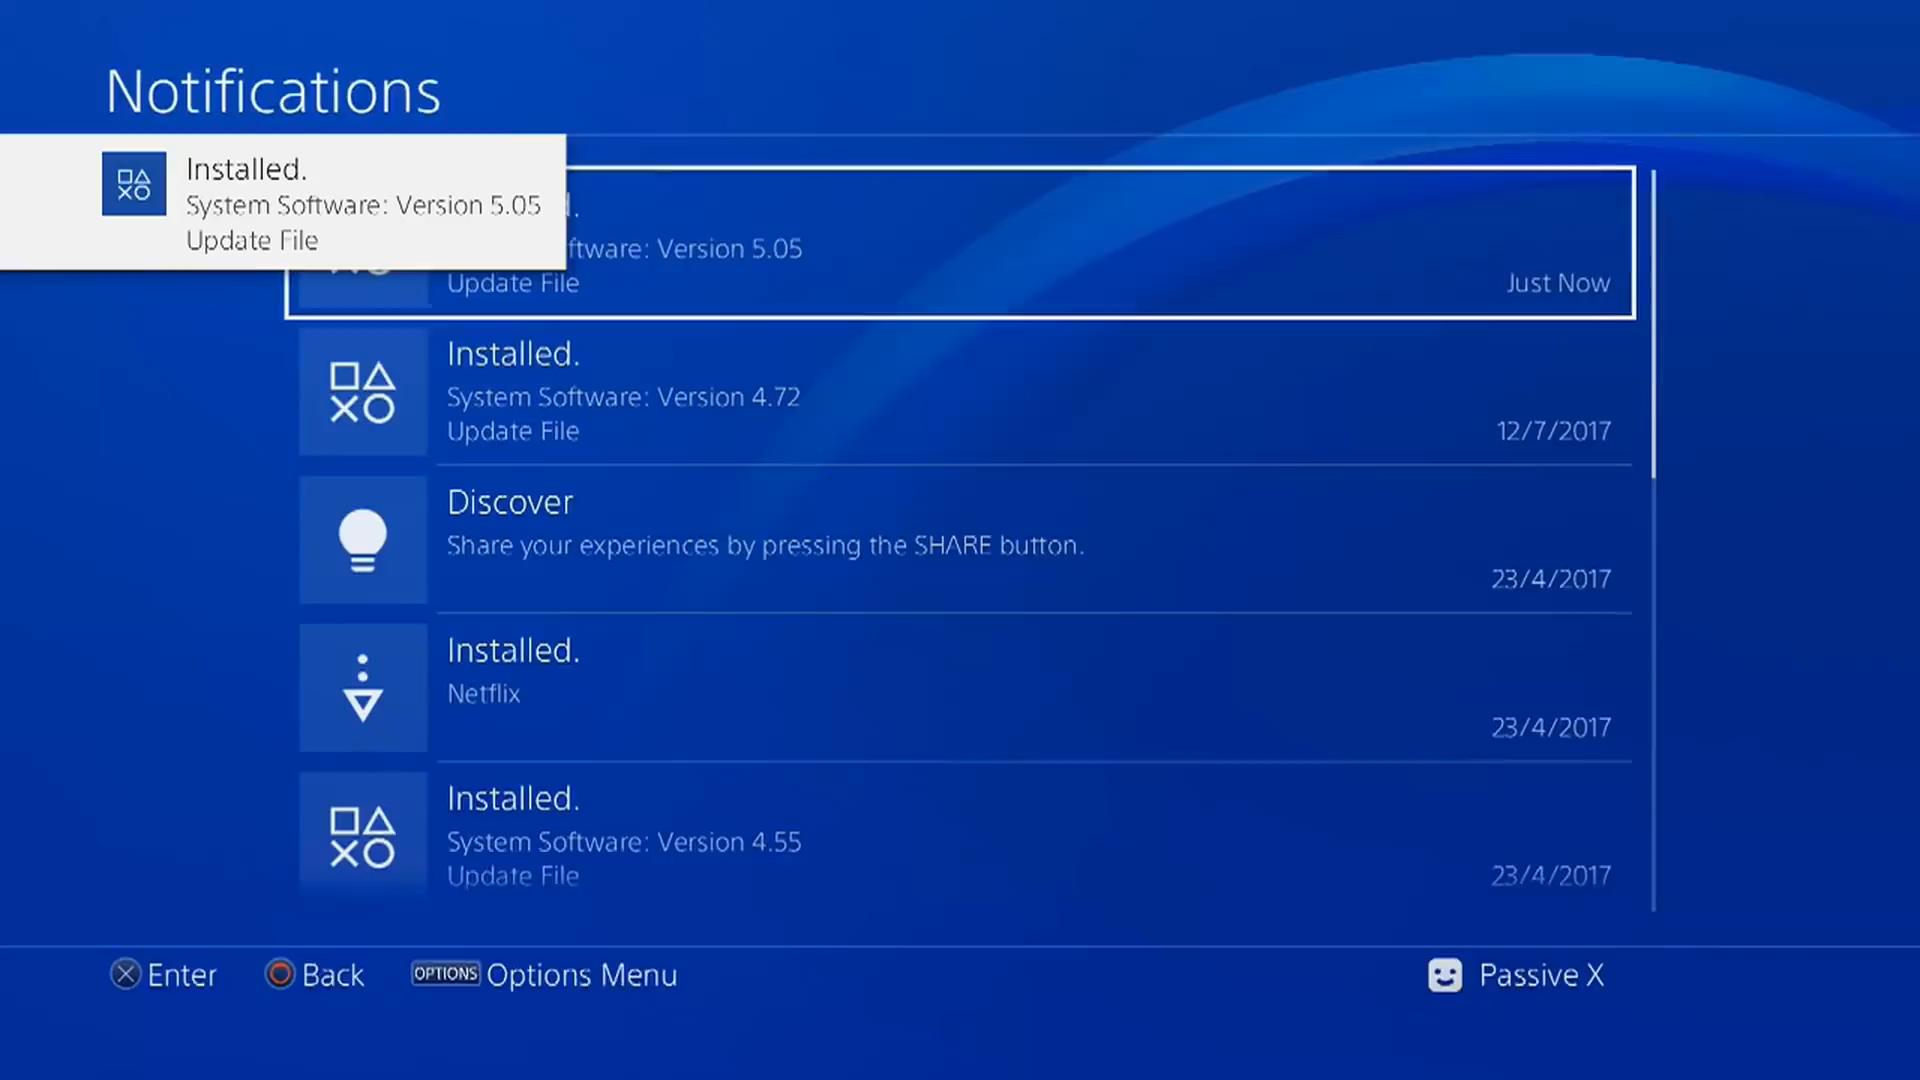 Notifications
Installed.
System Software: Version 5.05
Update File
ftware: Version 5.05
Update File
Just Now
Installed.
System Software: Version 4.72
Update File
12/7/2017
Discover
Share your experiences by pressing the SHARE button.
23/4/2017
Installed.
Netflix
23/4/2017
Installed.
System Software: Version 4.55
Update File
23/4/2017
Enter
Back
OPTIONS Options Menu
Passive X